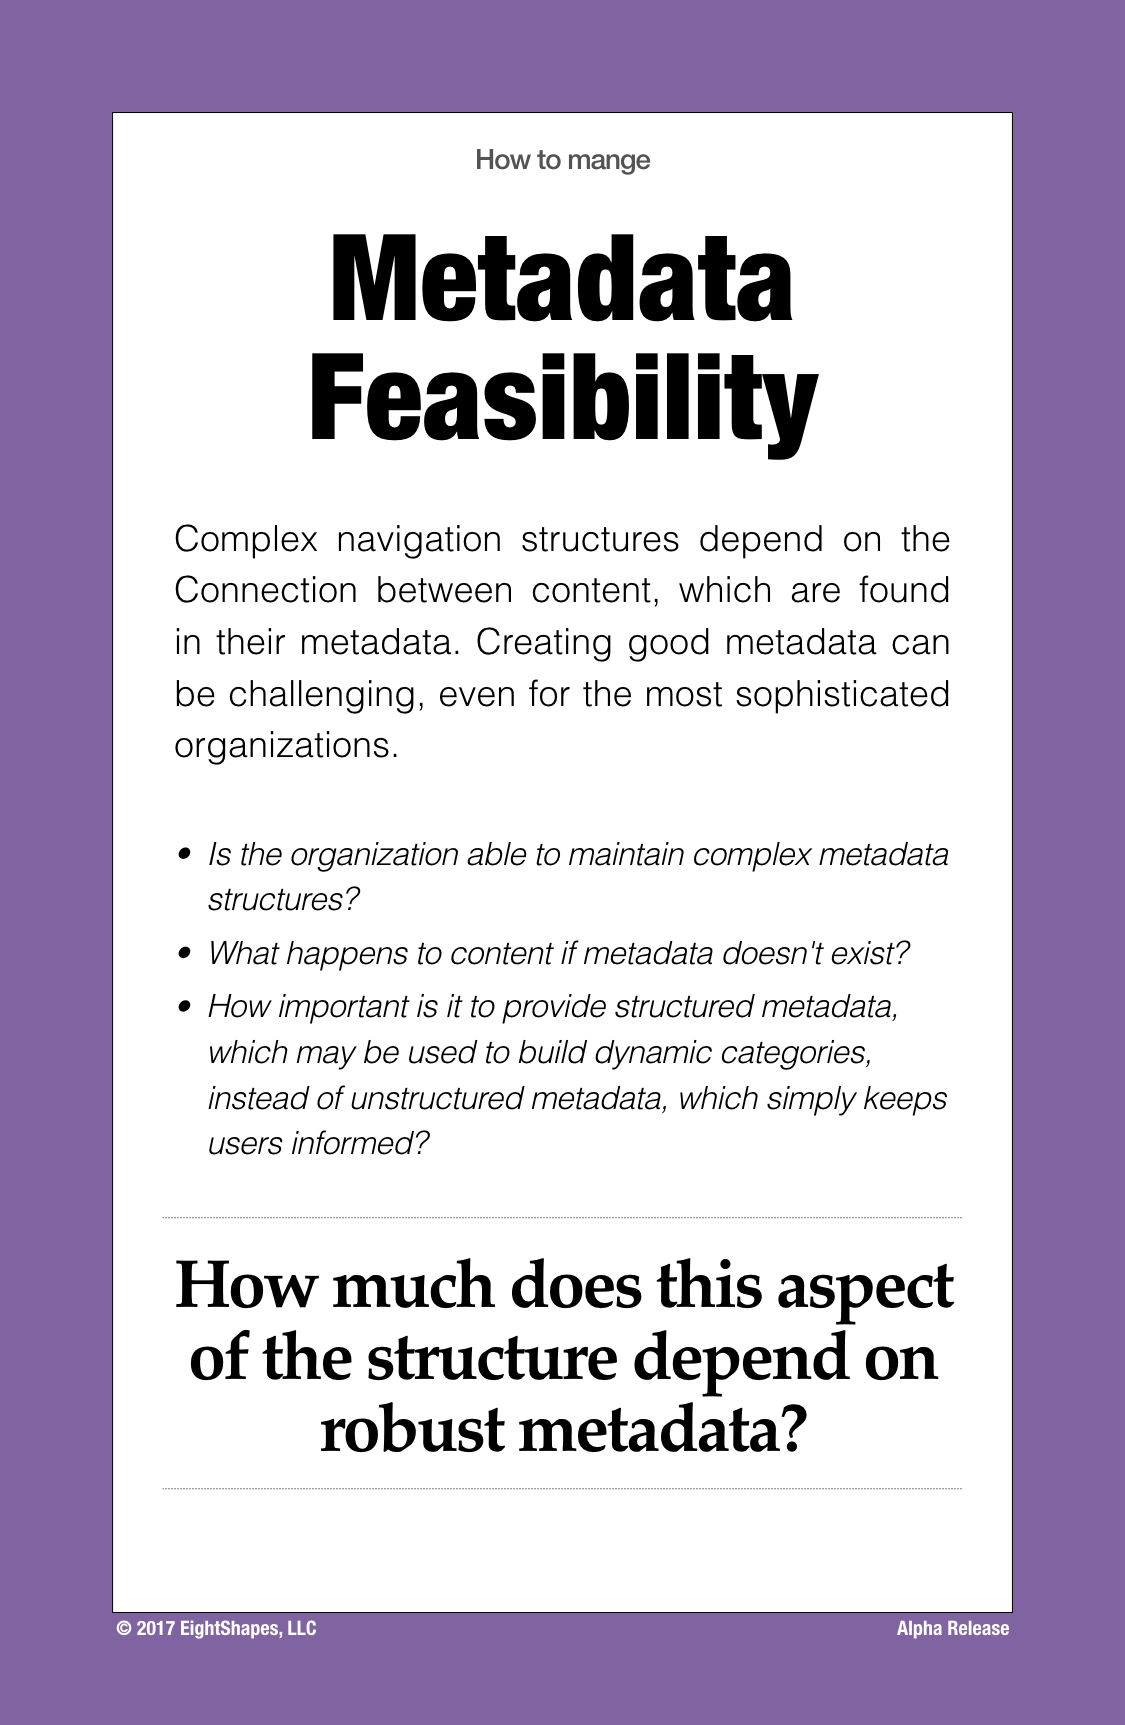 How to mange
Metadata
Feasibility
Complex navigation structures depend on the
Connection between content, which are found
in their metadata. Creating good metadata can
be challenging, even for the most sophisticated
organizations.
• Is the organization able to maintain complex metadata
structures?
• What happens to content if metadata doesn't exist?
• How important is it to provide structured metadata,
which may be used to build dynamic categories,
instead of unstructured metadata, which simply keeps
users informed?
How much does this aspect
of the structure depend on
robust metadata?
© 2017 EightShapes, LLC
Alpha Release